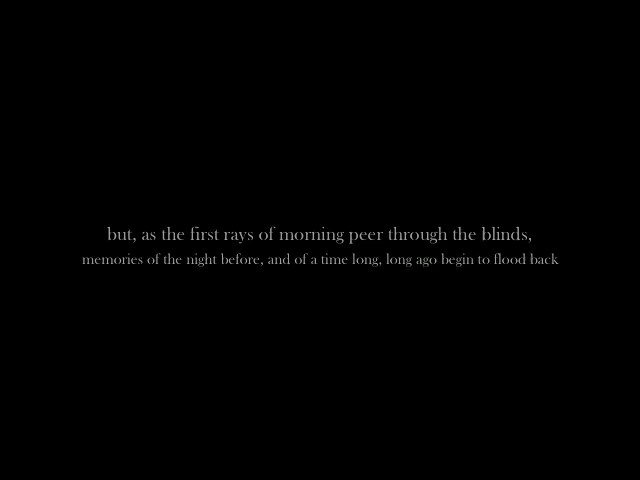 but, as the first rays of morning peer through the blinds,
memories of the night before, and of a time long, long ago begin to flood back